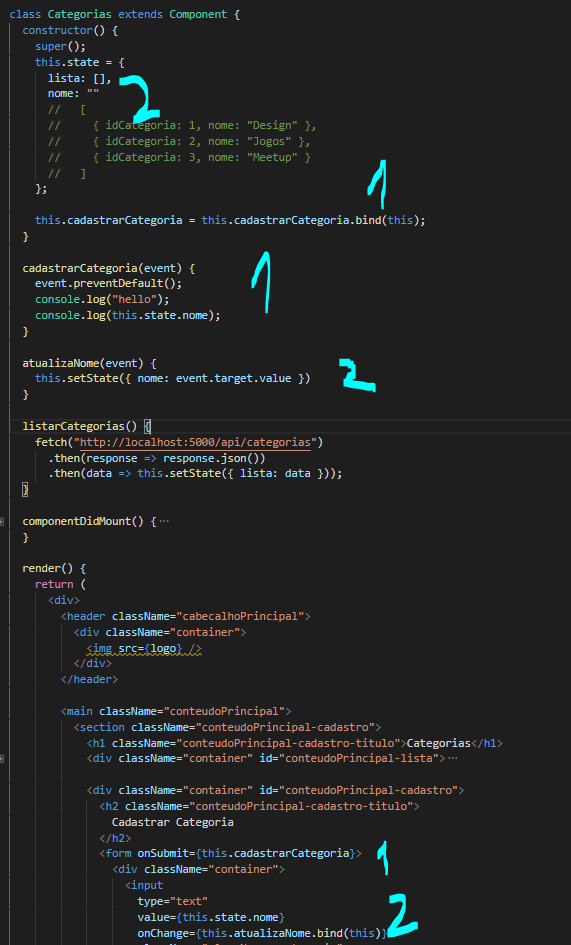 class Categorias extends Component {
constructor() {
super();
this.state = {
lista: [],
nome: ""
2
// [
// { idCategoria: 1, nome: "Design" },
// { idCategoria: 2, nome: "Jogos" },
// { idCategoria: 3, nome: "Meetup" }
// ]
};
1
this.cadastrarCategoria = this.cadastrarCategoria.bind(this);
}
cadastrarCategoria(event) {
1
event.preventDefault();
console.log("hello");
console.log(this.state.nome);
}
atualizaNome(event) {
this.setState({ nome: event.target.value })
2
}
listarCategorias() {
fetch("http://localhost:5000/api/categorias")
.then(response => response.json())
.then(data => this.setState({ lista: data }));
}
componentDidMount() {···
}
render() {
return (
<div>
<header className="cabecalhoPrincipal">
<div className="container">
<img src={logo} />
</div>
</header>
<main className="conteudoPrincipal">
<section className="conteudoPrincipal-cadastro">
<h1 className="conteudoPrincipal-cadastro-titulo">Categorias</h1>
<div className="container" id="conteudoPrincipal-lista">···
<div className="container" id="conteudoPrincipal-cadastro">
<h2 className="conteudoPrincipal-cadastro-titulo">
Cadastrar Categoria
</h2>
<form onSubmit={this.cadastrarCategoria}> 1
<div className="container">
<input
type="text"
value={this.state.nome}
onChange={this.atualizaNome.bind(this)} 2